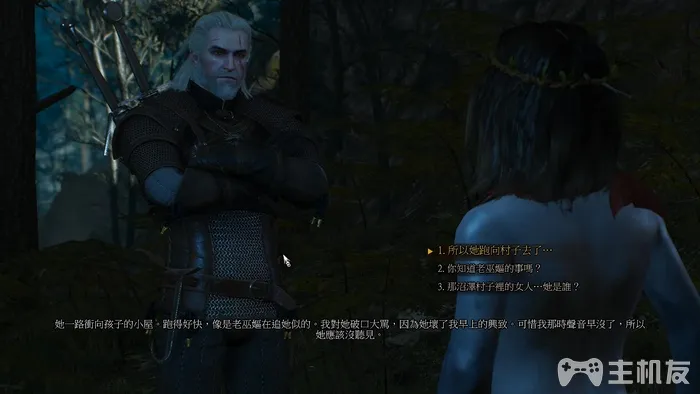 1. 所以她跑向村子去了…
2. 你知道老巫嫗的事嗎？
3. 那沼澤村子裡的女人…她是誰？
她一路衝向孩子的小屋。跑得好快，像是老巫嫗在追她似的。我對她破口大罵，因為她壞了我早上的興致。可惜我那時聲音早沒了，所以
她應該沒聽見。
主机友